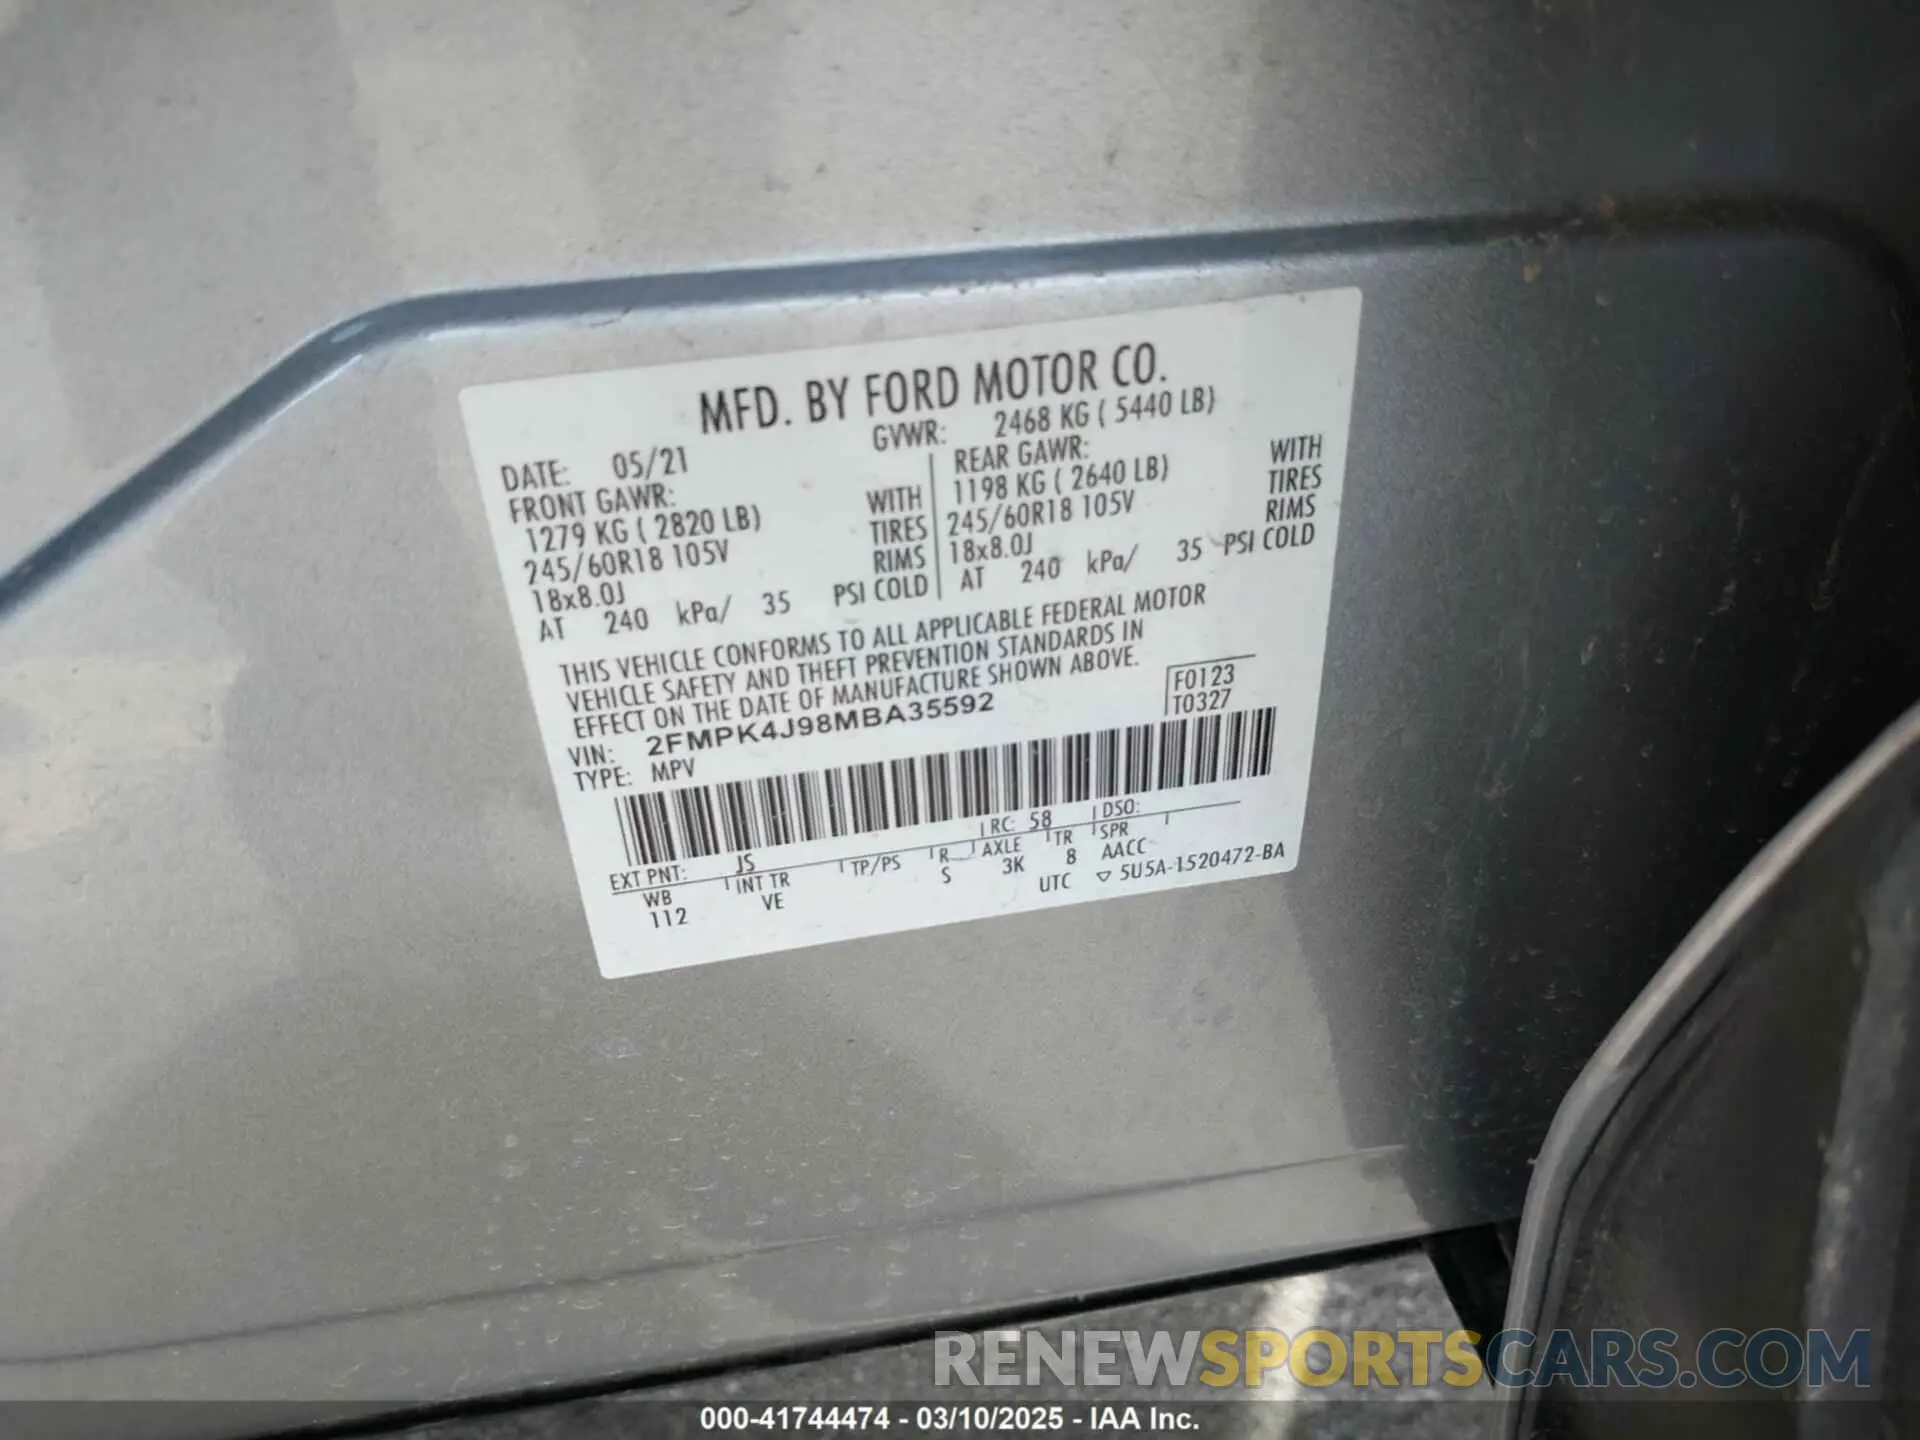 MFD. BY FORD MOTOR CO.
DATE: 05/21 GVWR: 2468 KG ( 5440 LB)
FRONT GAWR: REAR GAWR:
1279 KG ( 2820 LB) WITH 1198 KG ( 2640 LB) WITH
245/60R18 105V TIRES 245/60R18 105V TIRES
18x8.0J RIMS 18x8.0J RIMS
AT 240 kPa/ 35 PSI COLD AT 240 kPa/ 35 PSI COLD
THIS VEHICLE CONFORMS TO ALL APPLICABLE FEDERAL MOTOR
VEHICLE SAFETY AND THEFT PREVENTION STANDARDS IN
EFFECT ON THE DATE OF MANUFACTURE SHOWN ABOVE.
VIN: 2FMPK4J98MBA35592 F0123
TYPE: MPV T0327
EXT PNT: JS RC: 58 DSO:
WB INT TR TP/PS R AXLE TR SPR
112 VE S 3K 8 AACC
UTC ▽ 5U5A-1520472-BA
RENEWSPORTSCARS.COM
000-41744474 - 03/10/2025 - IAA Inc.